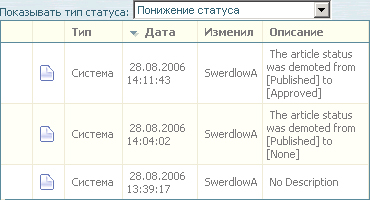 Показывать тип статуса: Понижение статуса
Тип Дата Изменил Описание
Система 28.08.2006 14:11:43 SwerdlowA The article status was demoted from [Published] to [Approved]
Система 28.08.2006 14:04:02 SwerdlowA The article status was demoted from [Published] to [None]
Система 28.08.2006 13:39:17 SwerdlowA No Description